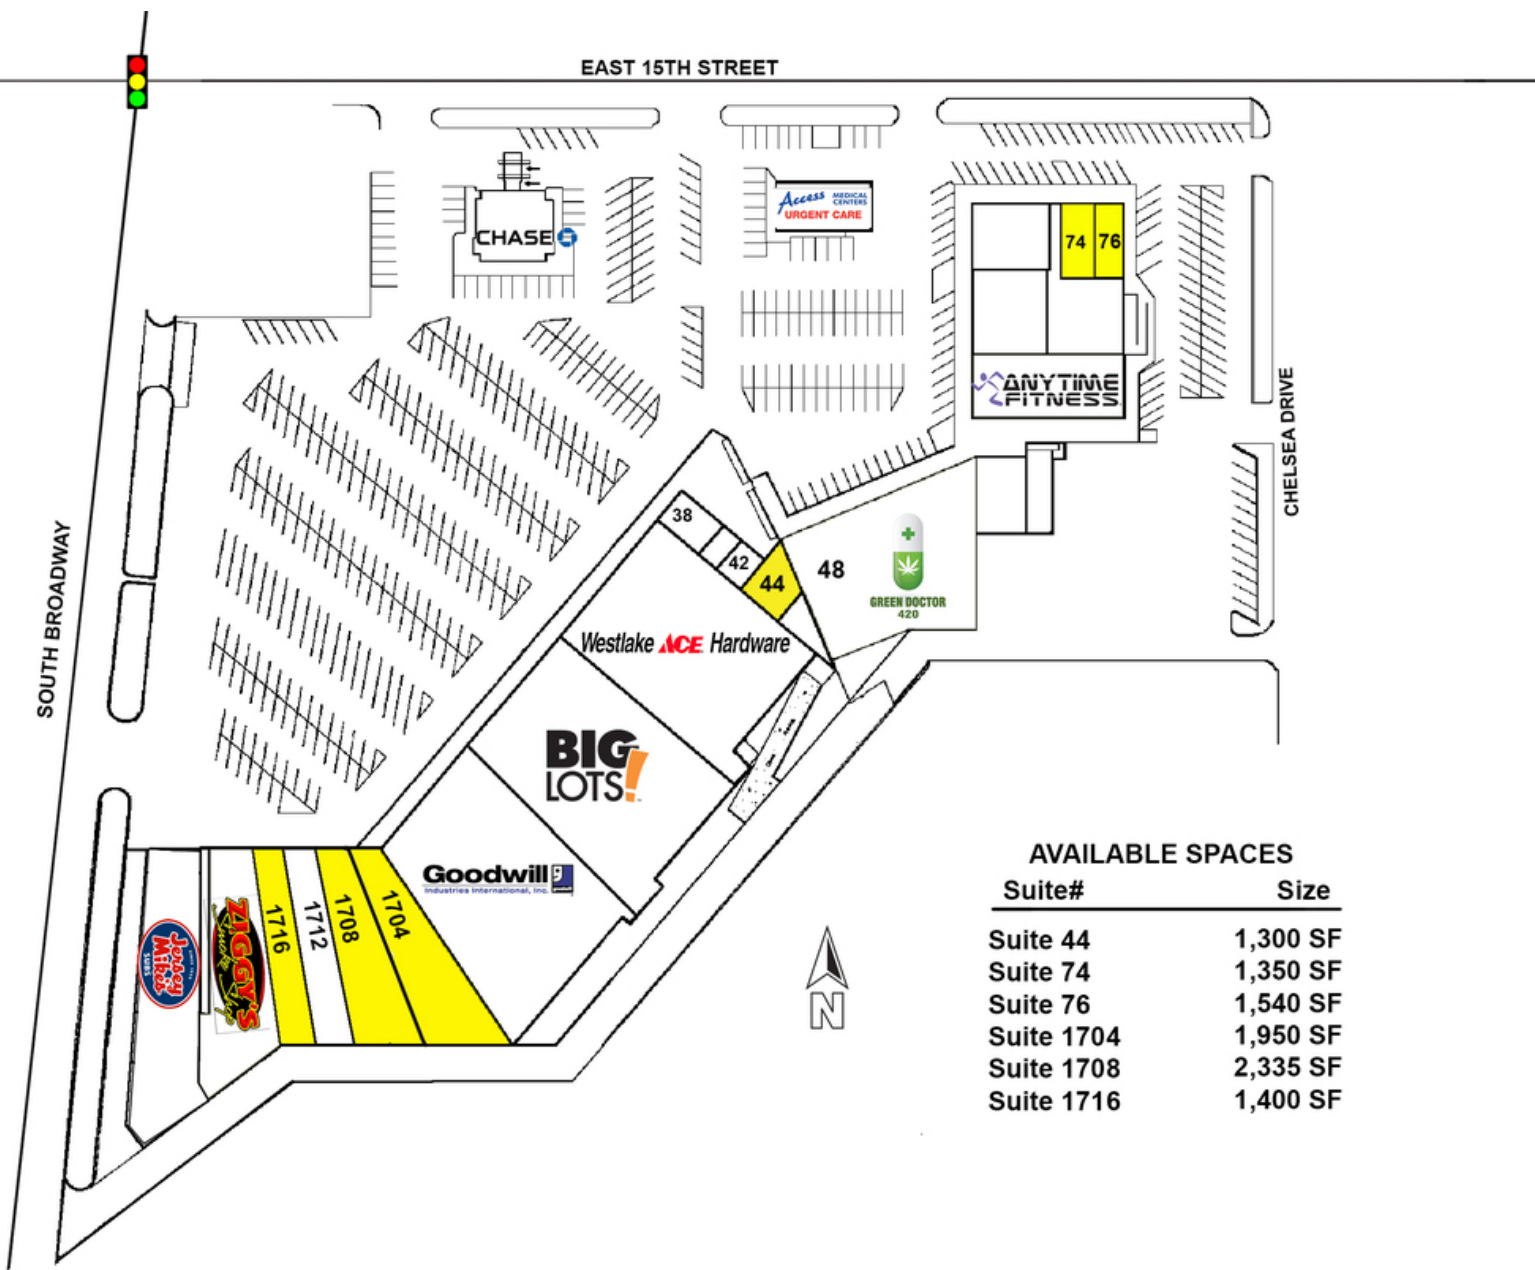 EAST 15TH STREET
CHASE
Access MEDICAL CENTERS
URGENT CARE
74 76
ANYTIME
FITNESS
CHELSEA DRIVE
SOUTH BROADWAY
38
42
44
48
GREEN DOCTOR
420
Westlake ACE Hardware
BIG
LOTS!
Goodwill
Industries International, Inc.
1704
1708
1712
1716
ZIGGY'S
Smoke Shop
Jersey
Mike's
SUBS
N
AVAILABLE SPACES
Suite# Size
Suite 44 1,300 SF
Suite 74 1,350 SF
Suite 76 1,540 SF
Suite 1704 1,950 SF
Suite 1708 2,335 SF
Suite 1716 1,400 SF